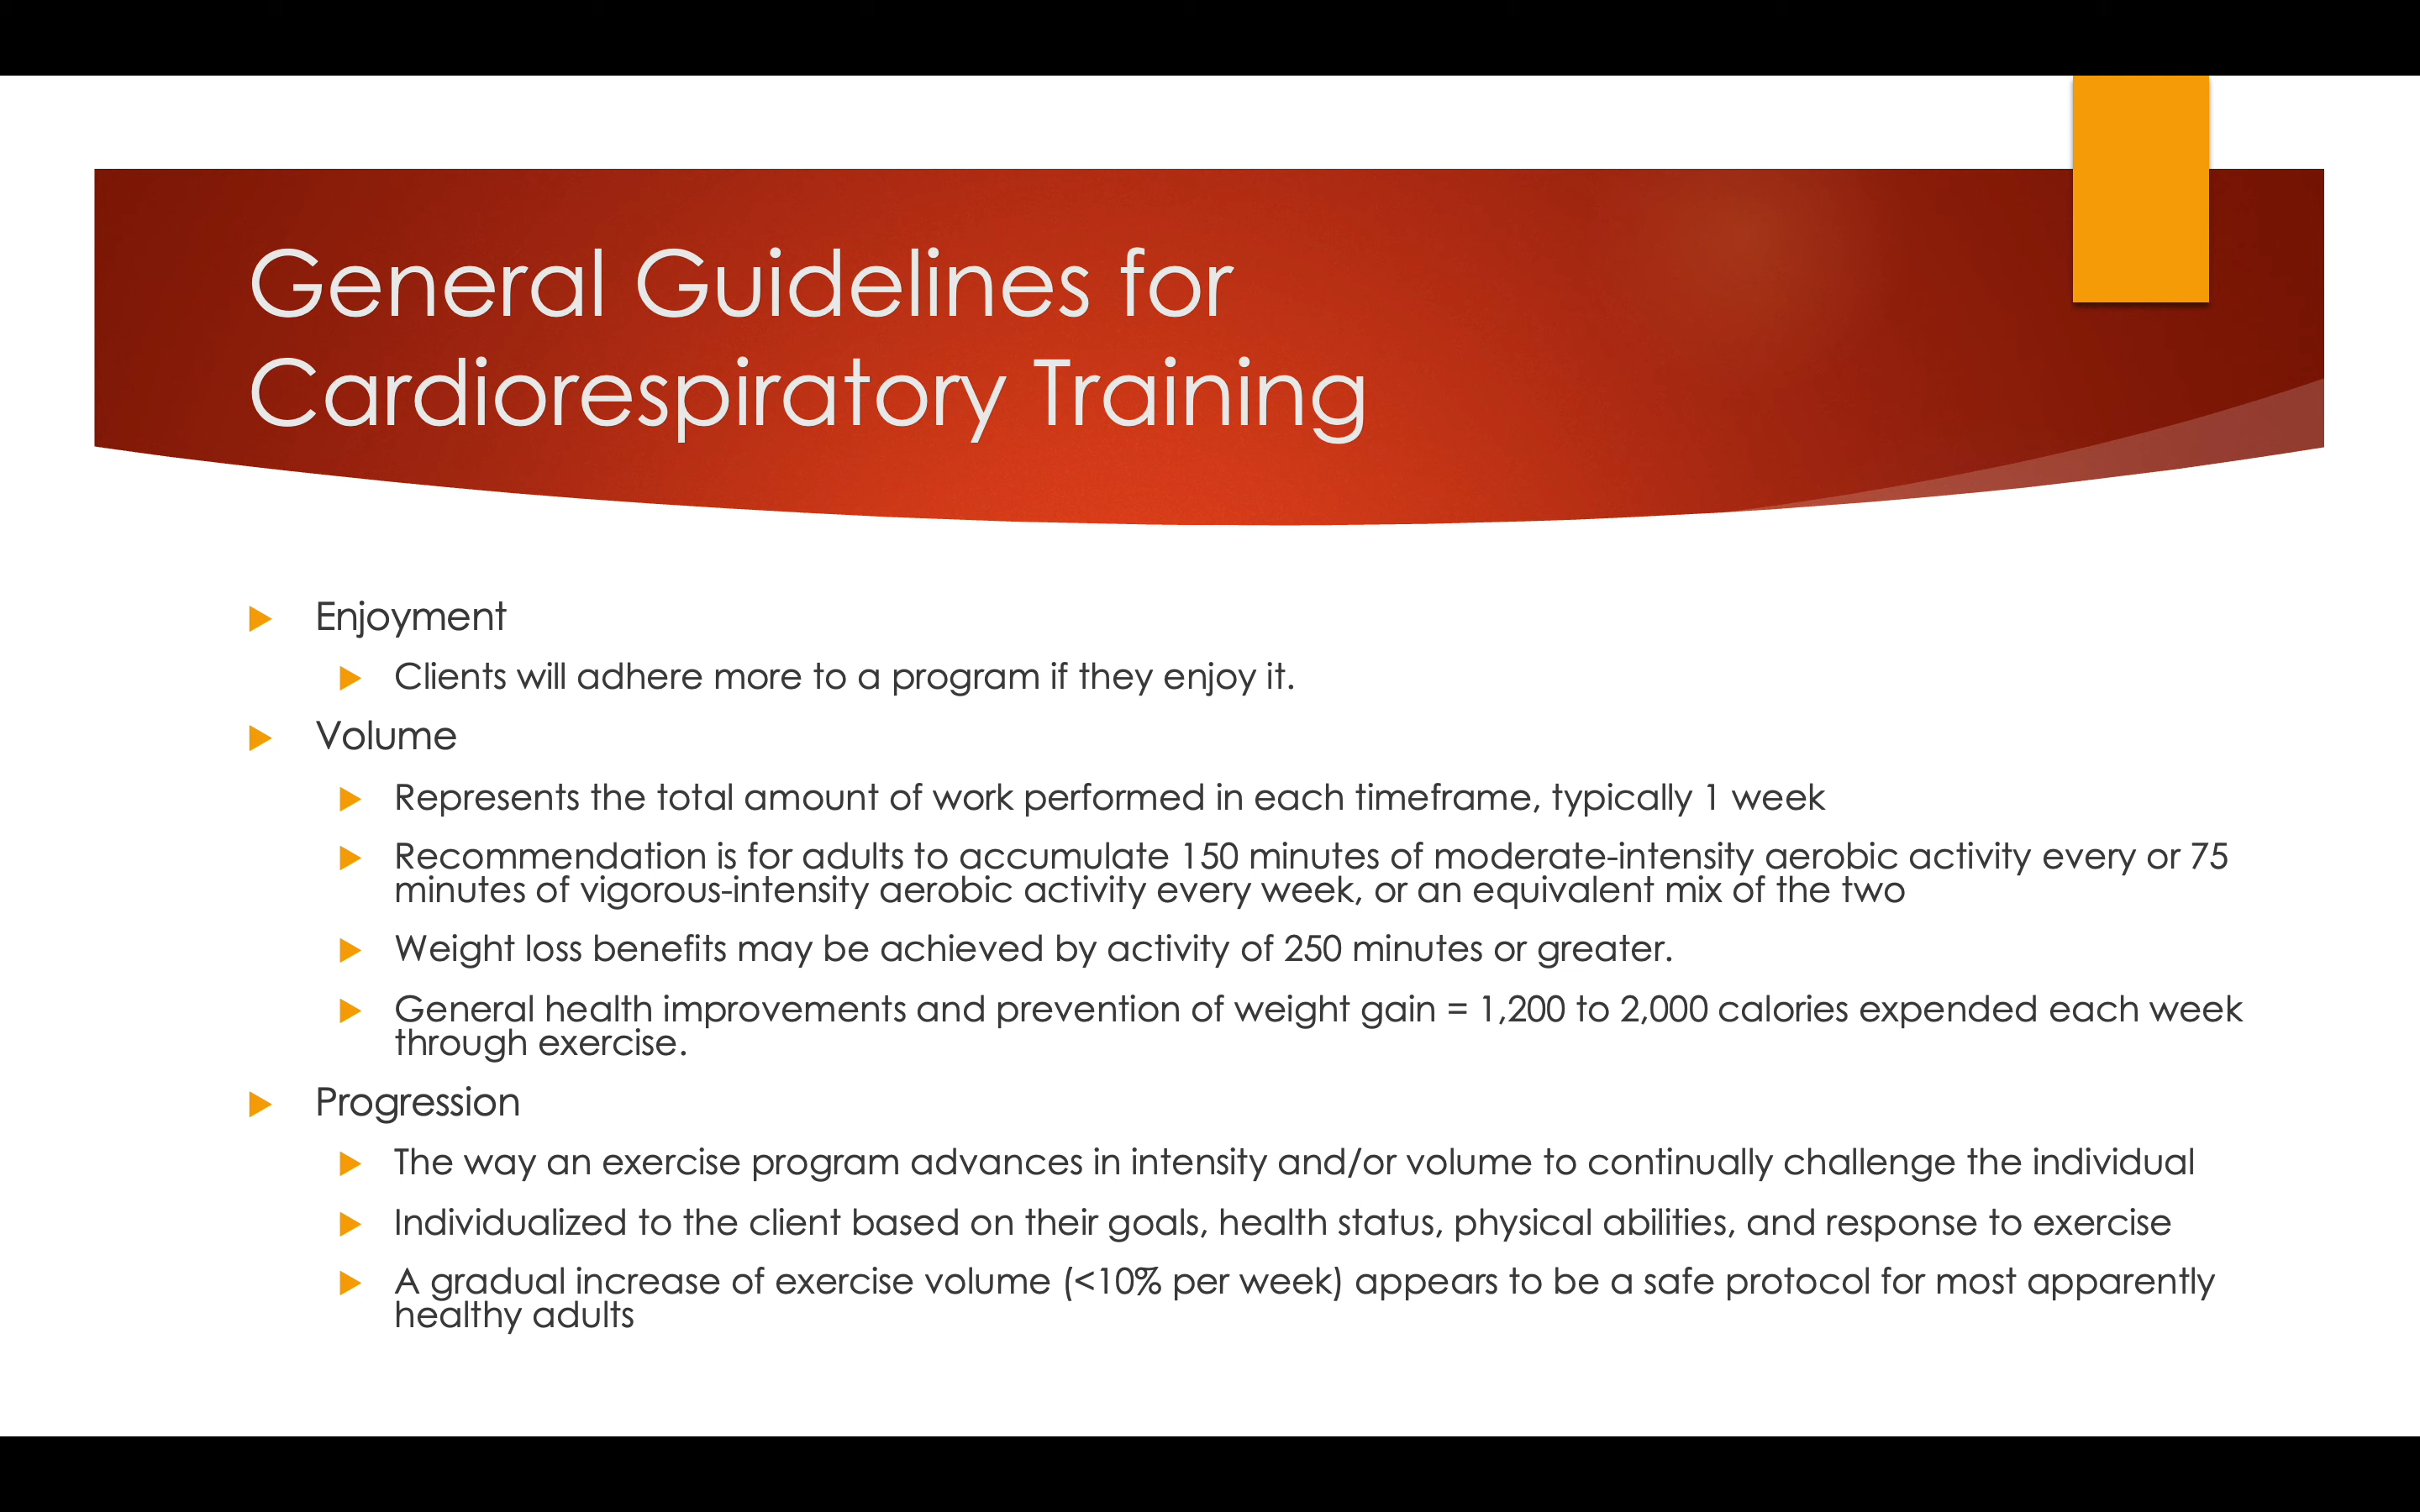 General Guidelines for
Cardiorespiratory Training
Enjoyment
Clients will adhere more to a program if they enjoy it.
Volume
Represents the total amount of work performed in each timeframe, typically 1 week
Recommendation is for adults to accumulate 150 minutes of moderate-intensity aerobic activity every or 75
minutes of vigorous-intensity aerobic activity every week, or an equivalent mix of the two
Weight loss benefits may be achieved by activity of 250 minutes or greater.
General health improvements and prevention of weight gain = 1,200 to 2,000 calories expended each week
through exercise.
Progression
The way an exercise program advances in intensity and/or volume to continually challenge the individual
Individualized to the client based on their goals, health status, physical abilities, and response to exercise
A gradual increase of exercise volume (<10% per week) appears to be a safe protocol for most apparently
healthy adults